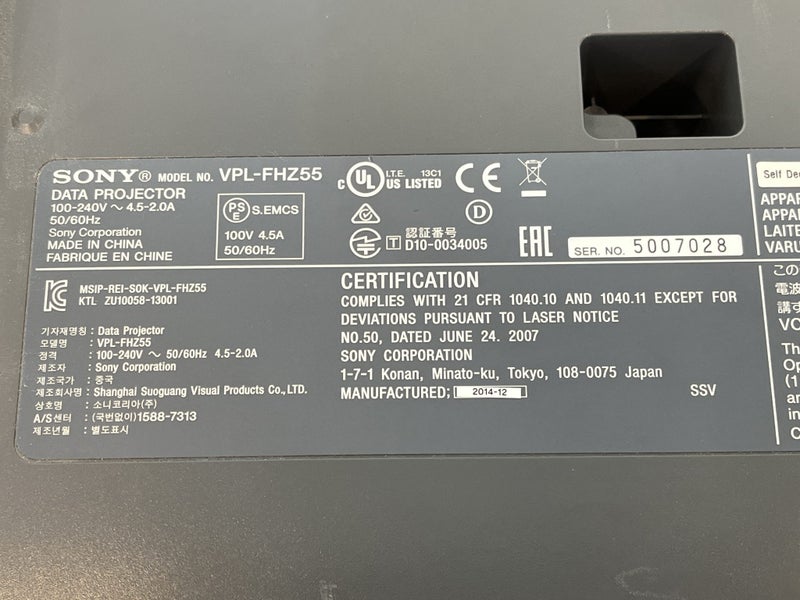 SONY® MODEL NO. VPL-FHZ55
DATA PROJECTOR
100-240V ～ 4.5-2.0A
50/60Hz
Sony Corporation
MADE IN CHINA
FABRIQUE EN CHINE
PS E S.EMCS
100V 4.5A
50/60Hz
C UL US LISTED I.T.E. 13C1
CE
D
T 認証番号
D10-0034005
EAC
SER. NO. 5007028
Self De
APPAR
APPA
LAITE
VARU
MSIP-REI-SOK-VPL-FHZ55
KTL ZU10058-13001
기자재명칭 : Data Projector
모델명 : VPL-FHZ55
정격 : 100-240V ～ 50/60Hz 4.5-2.0A
제조자 : Sony Corporation
제조국가 : 중국
제조회사명 : Shanghai Suoguang Visual Products Co., LTD.
상호명 : 소니코리아(주)
A/S센터 : (국번없이)1588-7313
제조년월 : 별도표시
CERTIFICATION
COMPLIES WITH 21 CFR 1040.10 AND 1040.11 EXCEPT FOR
DEVIATIONS PURSUANT TO LASER NOTICE
NO.50, DATED JUNE 24. 2007
SONY CORPORATION
1-7-1 Konan, Minato-ku, Tokyo, 108-0075 Japan
MANUFACTURED; 2014-12
SSV
この
電波
講す
VC
Th
Op
(1
an
in
C